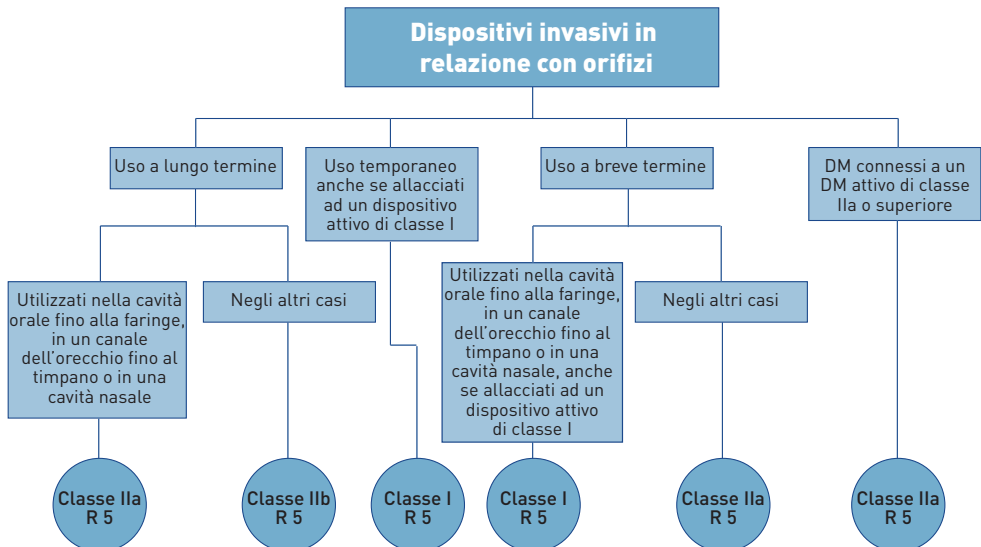 Dispositivi invasivi in
relazione con orifizi
Uso a lungo termine
Uso temporaneo
anche se allacciati
ad un dispositivo
attivo di classe I
Uso a breve termine
DM connessi a un
DM attivo di classe
IIa o superiore
Utilizzati nella cavità
orale fino alla faringe,
in un canale
dell'orecchio fino al
timpano o in una
cavità nasale
Negli altri casi
Utilizzati nella cavità
orale fino alla faringe,
in un canale
dell'orecchio fino al
timpano o in una
cavità nasale, anche
se allacciati ad un
dispositivo attivo
di classe I
Negli altri casi
Classe IIa
R 5
Classe IIb
R 5
Classe I
R 5
Classe I
R 5
Classe IIa
R 5
Classe IIa
R 5